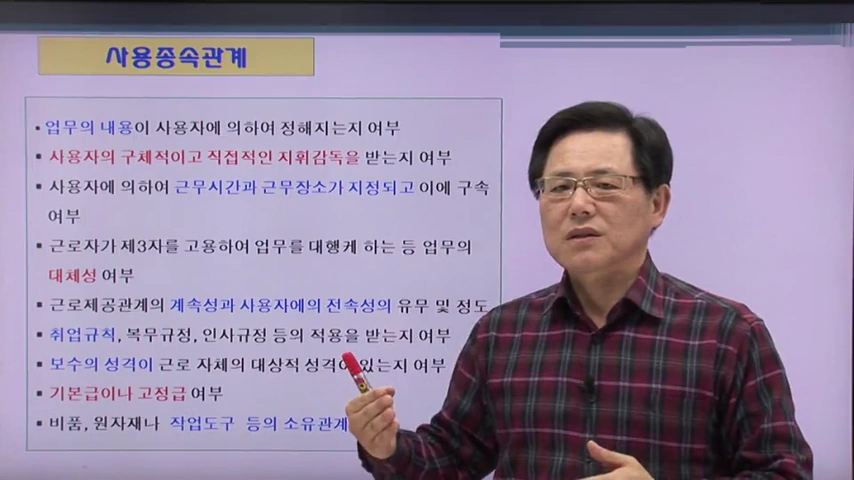 사용종속관계
• 업무의 내용이 사용자에 의하여 정해지는지 여부
▪ 사용자의 구체적이고 직접적인 지휘감독을 받는지 여부
▪ 사용자에 의하여 근무시간과 근무장소가 지정되고 이에 구속
여부
▪ 근로자가 제3자를 고용하여 업무를 대행케 하는 등 업무의
대체성 여부
▪ 근로제공관계의 계속성과 사용자에의 전속성의 유무 및 정도
▪ 취업규칙, 복무규정, 인사규정 등의 적용을 받는지 여부
▪ 보수의 성격이 근로 자체의 대상적 성격이 있는지 여부
▪ 기본급이나 고정급 여부
▪ 비품, 원자재나 작업도구 등의 소유관계